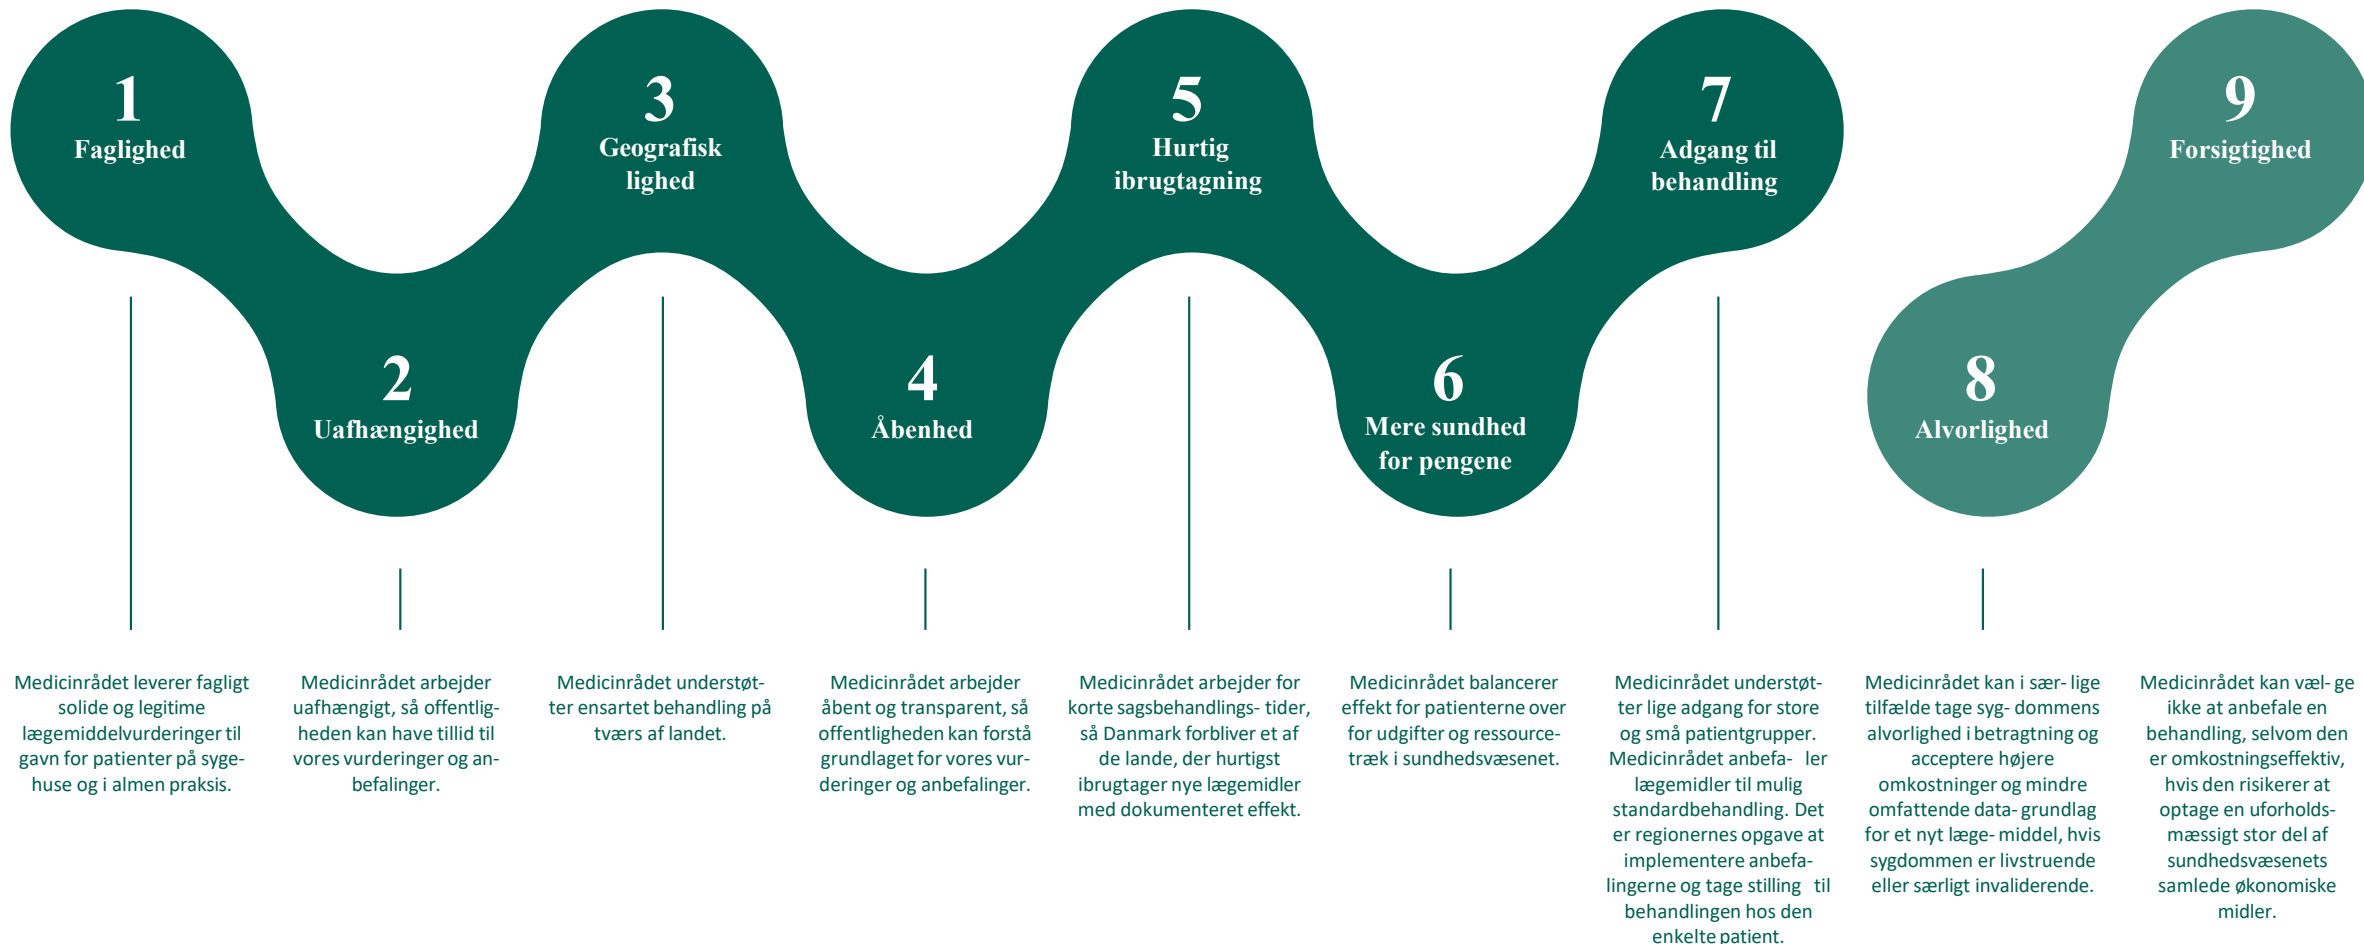 1
Faglighed
2
Uafhængighed
3
Geografisk
lighed
4
Åbenhed
5
Hurtig
ibrugtagning
6
Mere sundhed
for pengene
7
Adgang til
behandling
8
Alvorlighed
9
Forsigtighed
Medicinrådet leverer fagligt
solide og legitime
lægemiddelvurderinger til
gavn for patienter på syge-
huse og i almen praksis.
Medicinrådet arbejder
uafhængigt, så offentlig-
heden kan have tillid til
vores vurderinger og an-
befalinger.
Medicinrådet understøt-
ter ensartet behandling på
tværs af landet.
Medicinrådet arbejder
åbent og transparent, så
offentligheden kan forstå
grundlaget for vores vur-
deringer og anbefalinger.
Medicinrådet arbejder for
korte sagsbehandlings- tider,
så Danmark forbliver et af
de lande, der hurtigst
ibrugtager nye lægemidler
med dokumenteret effekt.
Medicinrådet balancerer
effekt for patienterne over
for udgifter og ressource-
træk i sundhedsvæsenet.
Medicinrådet understøt-
ter lige adgang for store
og små patientgrupper.
Medicinrådet anbefa- ler
lægemidler til mulig
standardbehandling. Det
er regionernes opgave at
implementere anbefa-
lingerne og tage stilling til
behandlingen hos den
enkelte patient.
Medicinrådet kan i sær- lige
tilfælde tage syg- dommens
alvorlighed i betragtning og
acceptere højere
omkostninger og mindre
omfattende data- grundlag
for et nyt læge- middel, hvis
sygdommen er livstruende
eller særligt invaliderende.
Medicinrådet kan væl- ge
ikke at anbefale en
behandling, selvom den
er omkostningseffektiv,
hvis den risikerer at
optage en uforholds-
mæssigt stor del af
sundhedsvæsenets
samlede økonomiske
midler.